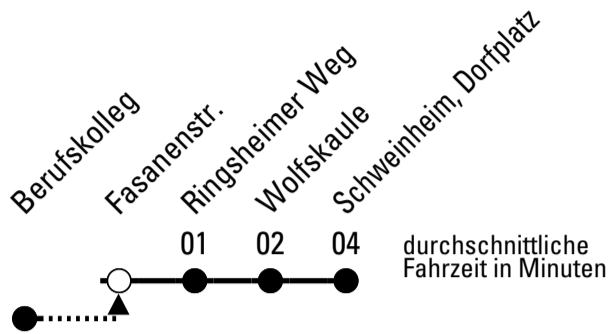 Berufskolleg
Fasanenstr.
Ringsheimer Weg
Wolfskaule
Schweinheim, Dorfplatz
01 02 04
durchschnittliche
Fahrzeit in Minuten